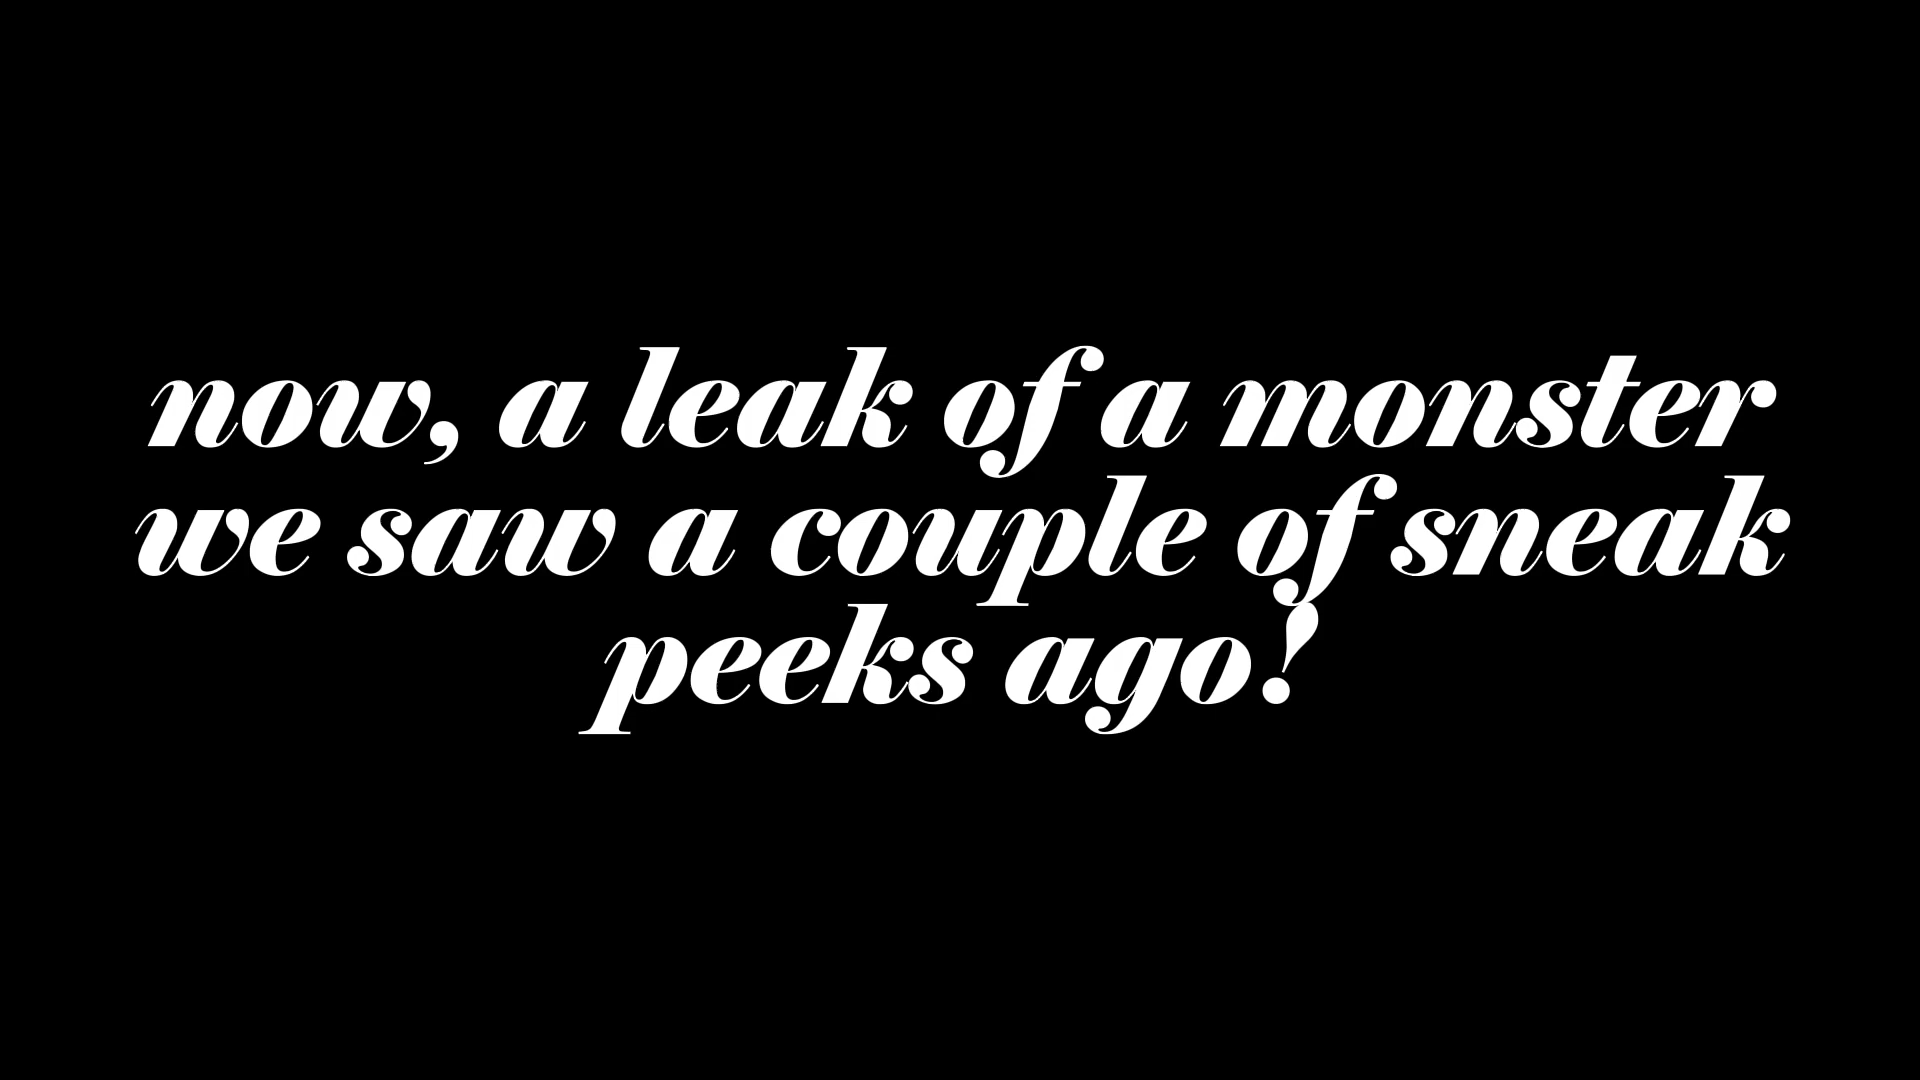 now, a leak of a monster
we saw a couple of sneak
peeks ago!